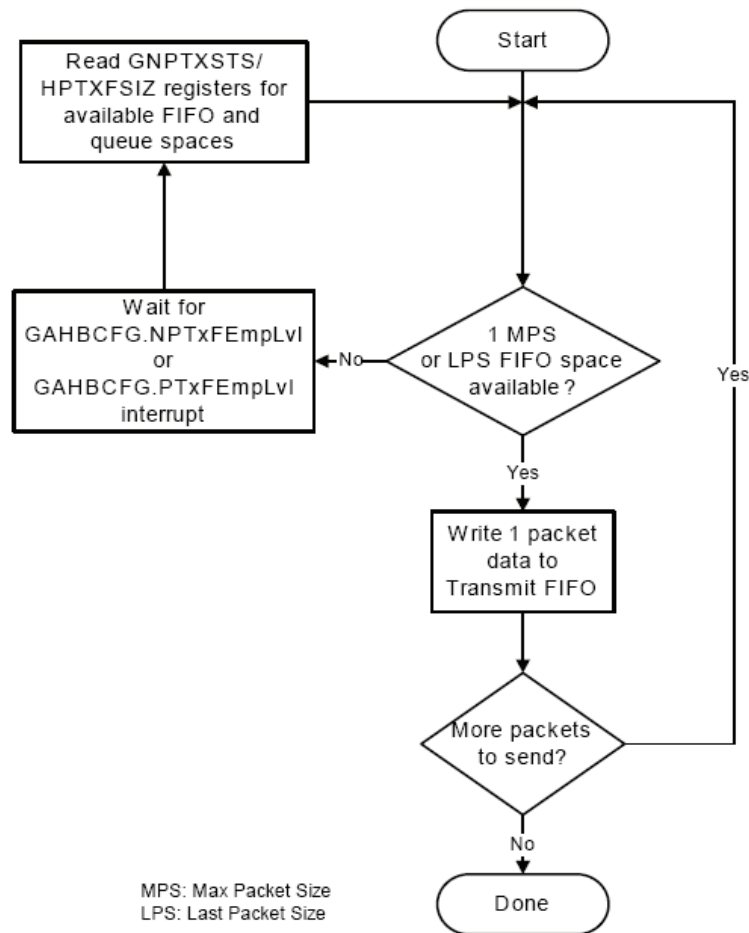 Start
Read GNPTXSTS/
HPTXFSIZ registers for
available FIFO and
queue spaces
1 MPS
or LPS FIFO space
available?
No
Wait for
GAHBCFG.NPTxFEmpLvl
or
GAHBCFG.PTxFEmpLvl
interrupt
Yes
Yes
Write 1 packet
data to
Transmit FIFO
More packets
to send?
No
Done
MPS: Max Packet Size
LPS: Last Packet Size